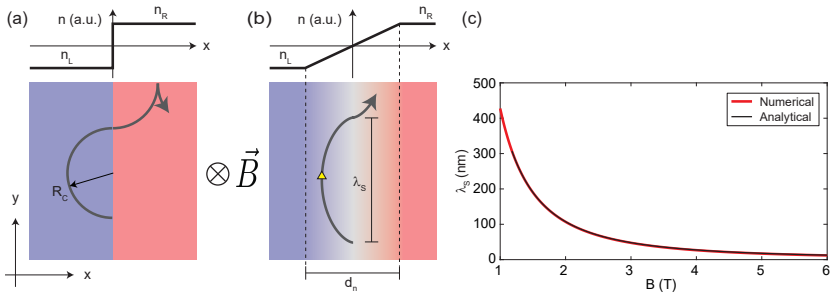 (a)
n (a.u.)
n_R
x
n_L
R_C
y
x
⊗ B⃗
(b)
n (a.u.)
n_R
x
n_L
λ_S
d_n
(c)
500
400
300
200
100
0
λ_S (nm)
Numerical
Analytical
1 2 3 4 5 6
B (T)